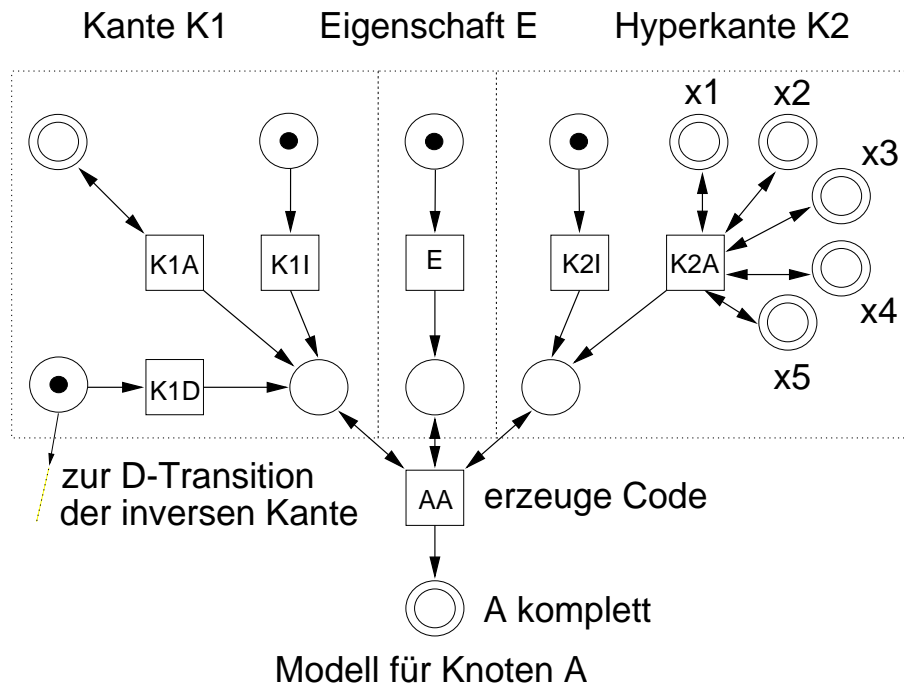 Kante K1
Eigenschaft E
Hyperkante K2
x1
x2
x3
K1A
K1I
E
K2I
K2A
x4
x5
K1D
zur D-Transition
der inversen Kante
AA
erzeuge Code
A komplett
Modell für Knoten A